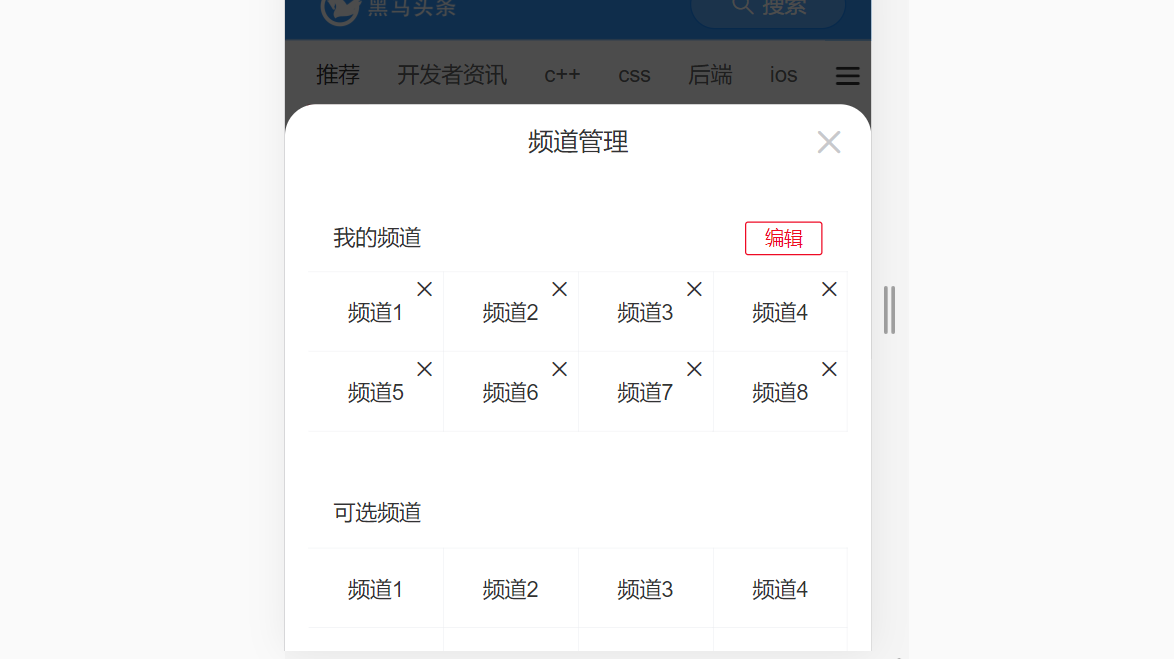 黑马头条 搜索
推荐 开发者资讯 c++ css 后端 ios
频道管理
我的频道 编辑
频道1 频道2 频道3 频道4
频道5 频道6 频道7 频道8
可选频道
频道1 频道2 频道3 频道4